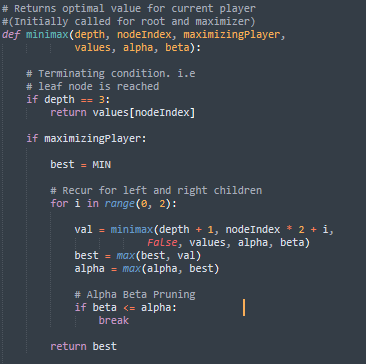 # Returns optimal value for current player
#(Initially called for root and maximizer)
def minimax(depth, nodeIndex, maximizingPlayer,
values, alpha, beta):
# Terminating condition. i.e
# leaf node is reached
if depth == 3:
return values[nodeIndex]
if maximizingPlayer:
best = MIN
# Recur for left and right children
for i in range(0, 2):
val = minimax(depth + 1, nodeIndex * 2 + i,
False, values, alpha, beta)
best = max(best, val)
alpha = max(alpha, best)
# Alpha Beta Pruning
if beta <= alpha:
break
return best